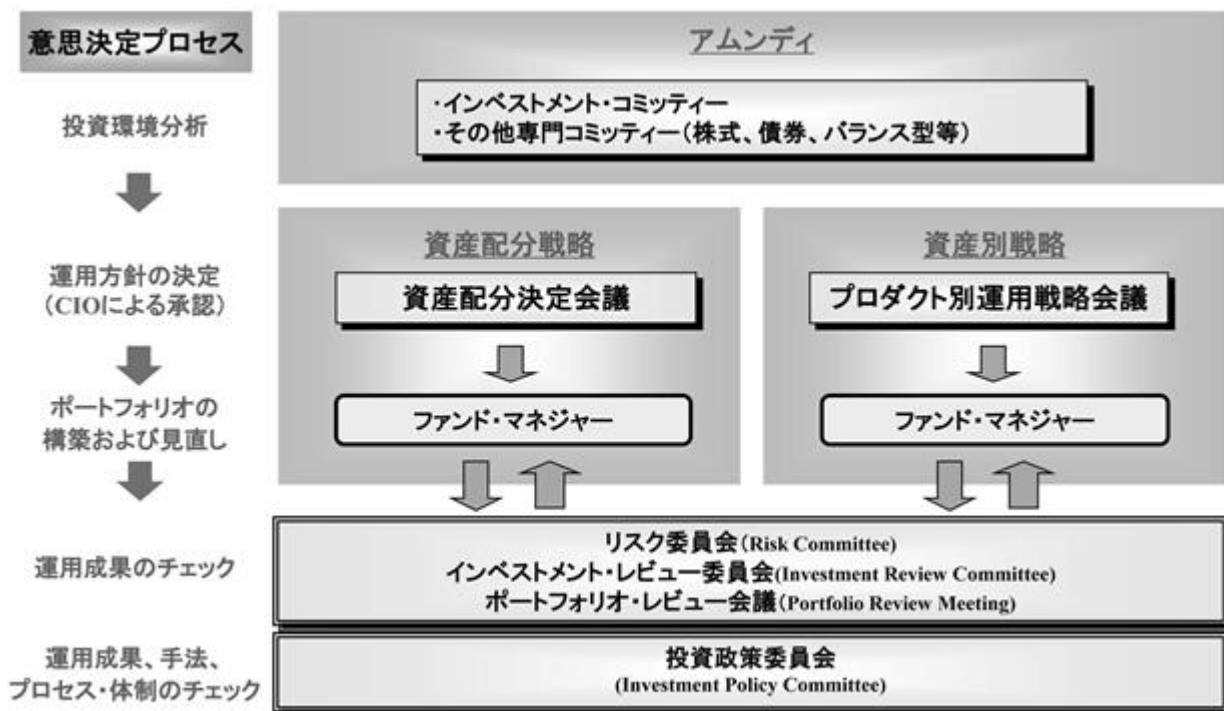 意思決定プロセス
アムンディ
投資環境分析
・インベストメント・コミッティー
・その他専門コミッティー（株式、債券、バランス型等）
資産配分戦略
資産別戦略
運用方針の決定
（CIOによる承認）
資産配分決定会議
プロダクト別運用戦略会議
ポートフォリオの
構築および見直し
ファンド・マネジャー
ファンド・マネジャー
運用成果のチェック
リスク委員会（Risk Committee）
インベストメント・レビュー委員会(Investment Review Committee)
ポートフォリオ・レビュー会議（Portfolio Review Meeting)
運用成果、手法、
プロセス・体制のチェック
投資政策委員会
(Investment Policy Committee)